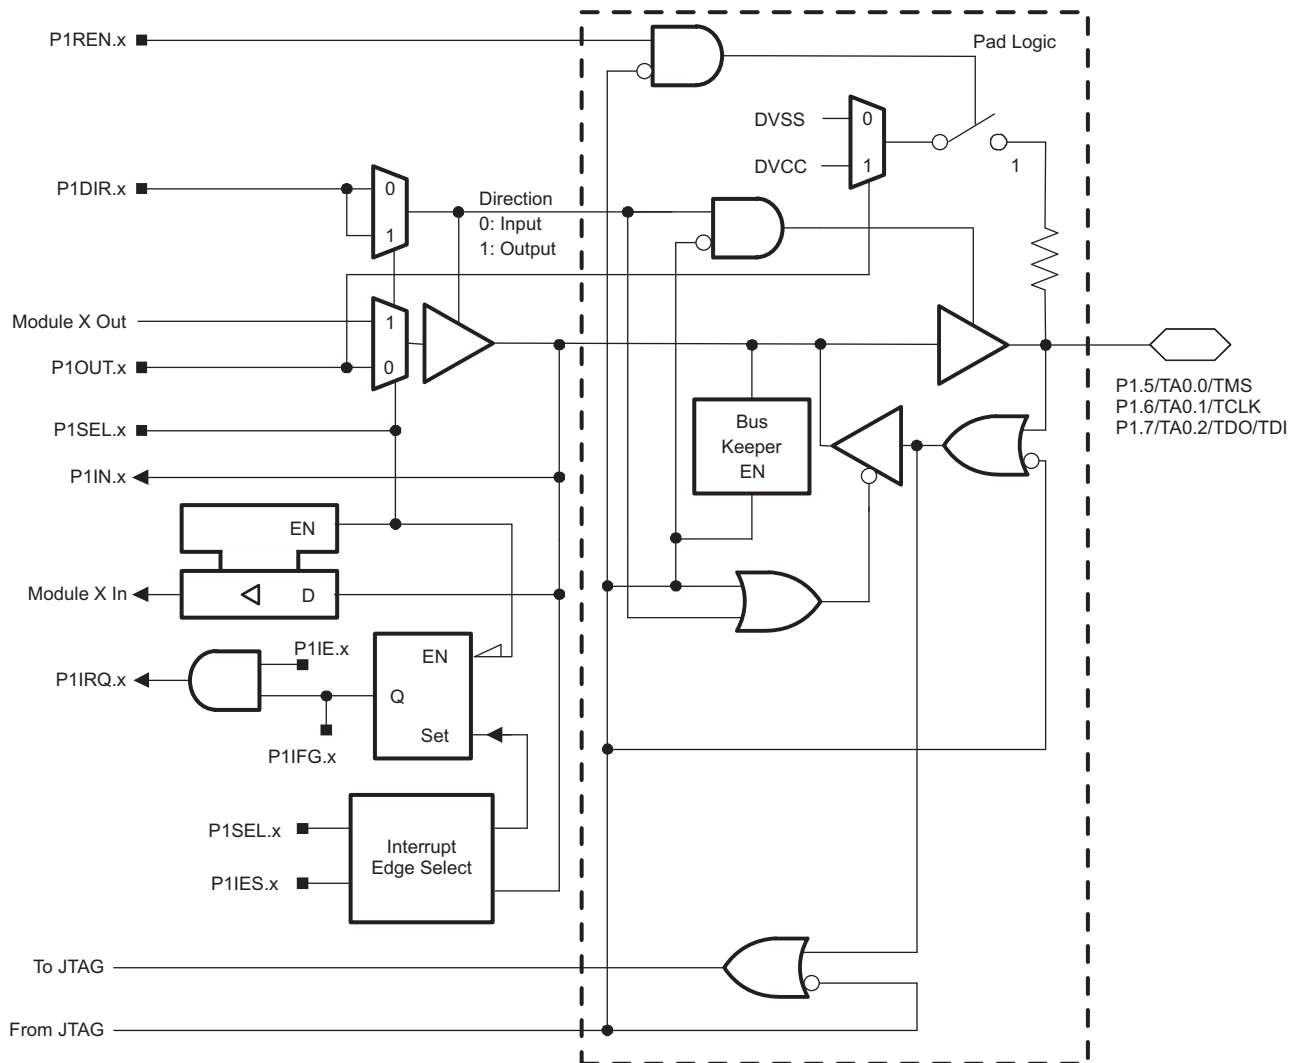 P1REN.x
Pad Logic
DVSS
0
DVCC
1
1
P1DIR.x
0
1
Direction
0: Input
1: Output
Module X Out
1
P1OUT.x
0
P1.5/TA0.0/TMS
P1.6/TA0.1/TCLK
P1.7/TA0.2/TDO/TDI
P1SEL.x
Bus
Keeper
EN
P1IN.x
EN
Module X In
D
P1IE.x
EN
P1IRQ.x
Q
Set
P1IFG.x
P1SEL.x
Interrupt
Edge Select
P1IES.x
To JTAG
From JTAG